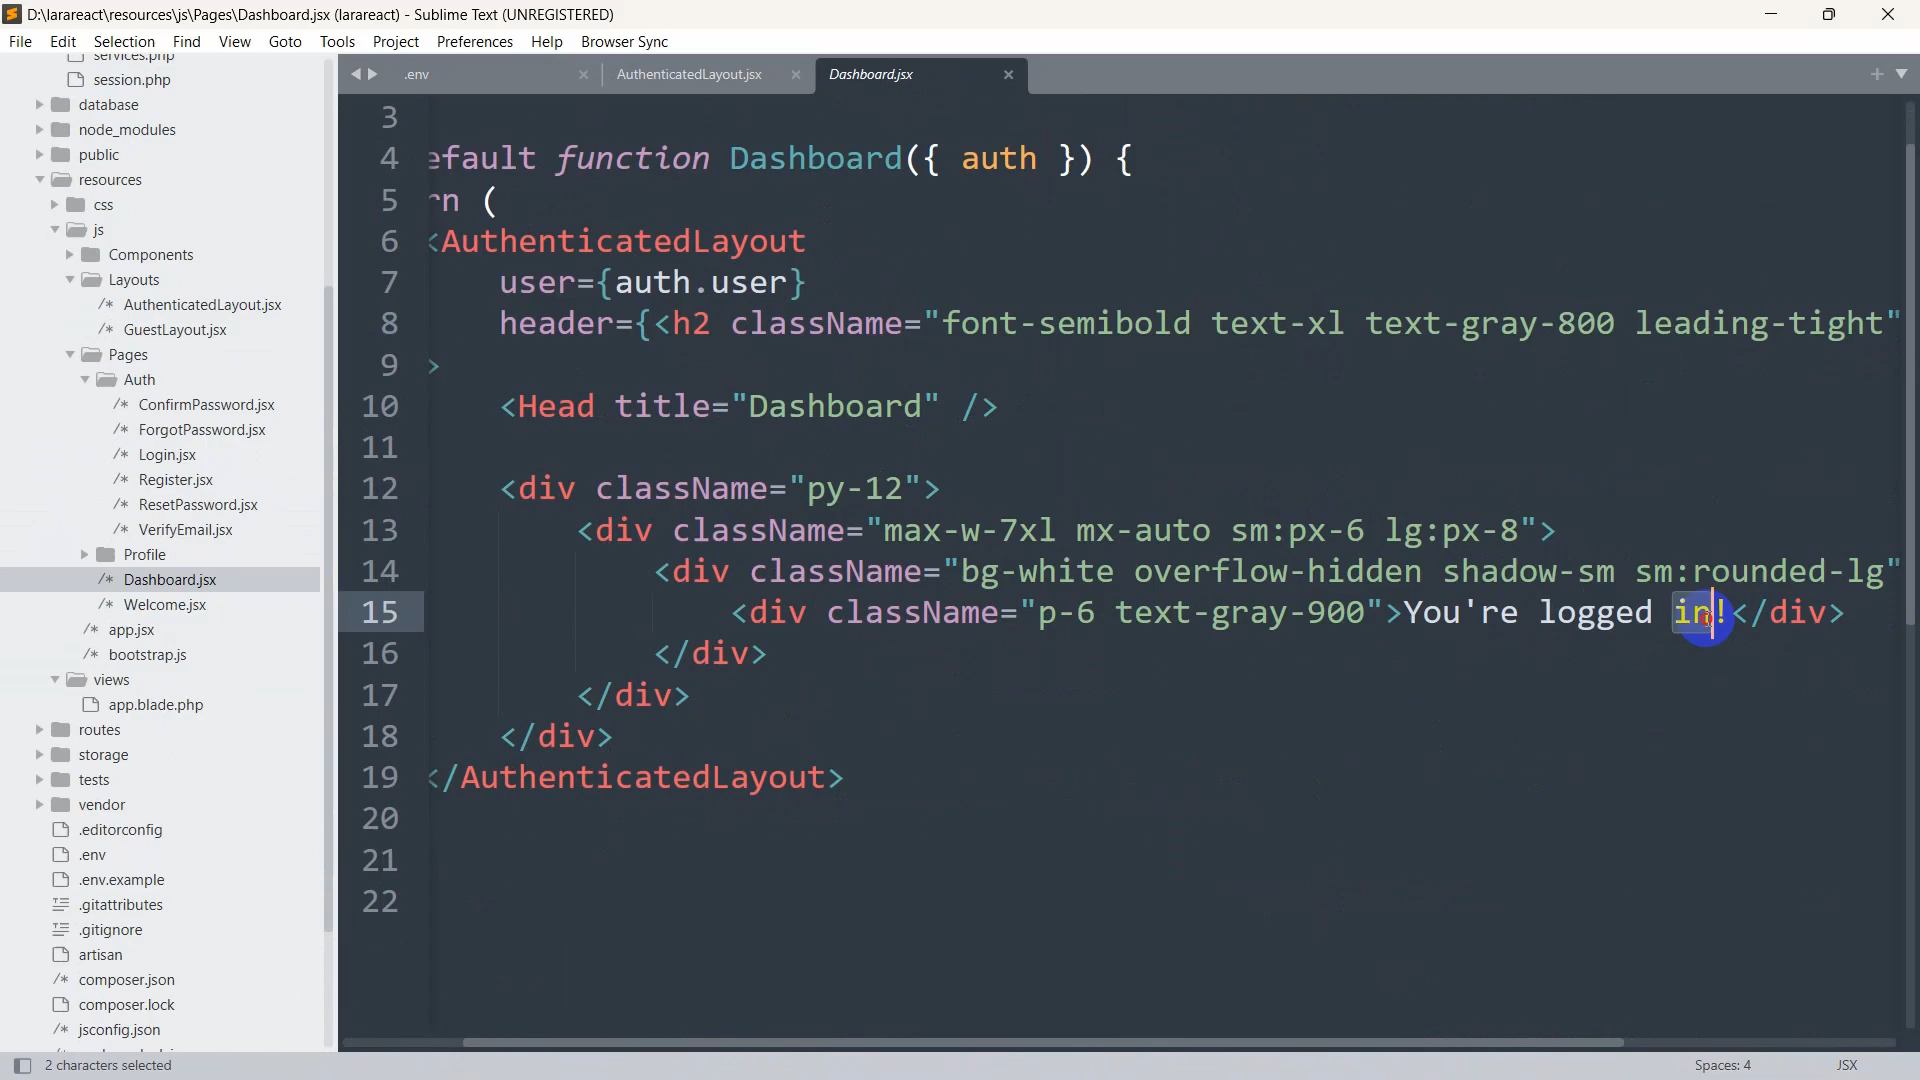 D:\larareact\resources\js\Pages\Dashboard.jsx (larareact) - Sublime Text (UNREGISTERED)
File Edit Selection Find View Goto Tools Project Preferences Help Browser Sync
services.php
session.php
database
node_modules
public
resources
css
js
Components
Layouts
/* AuthenticatedLayout.jsx
/* GuestLayout.jsx
Pages
Auth
/* ConfirmPassword.jsx
/* ForgotPassword.jsx
/* Login.jsx
/* Register.jsx
/* ResetPassword.jsx
/* VerifyEmail.jsx
Profile
/* Dashboard.jsx
/* Welcome.jsx
/* app.jsx
/* bootstrap.js
views
app.blade.php
routes
storage
tests
vendor
.editorconfig
.env
.env.example
.gitattributes
.gitignore
artisan
/* composer.json
composer.lock
/* jsconfig.json
.env AuthenticatedLayout.jsx Dashboard.jsx
3
4 efault function Dashboard({ auth }) {
5 rn (
6 <AuthenticatedLayout
7 user={auth.user}
8 header={<h2 className="font-semibold text-xl text-gray-800 leading-tight"
9 >
10 <Head title="Dashboard" />
11
12 <div className="py-12">
13 <div className="max-w-7xl mx-auto sm:px-6 lg:px-8">
14 <div className="bg-white overflow-hidden shadow-sm sm:rounded-lg"
15 <div className="p-6 text-gray-900">You're logged in!</div>
16 </div>
17 </div>
18 </div>
19 </AuthenticatedLayout>
20
21
22
2 characters selected Spaces: 4 JSX